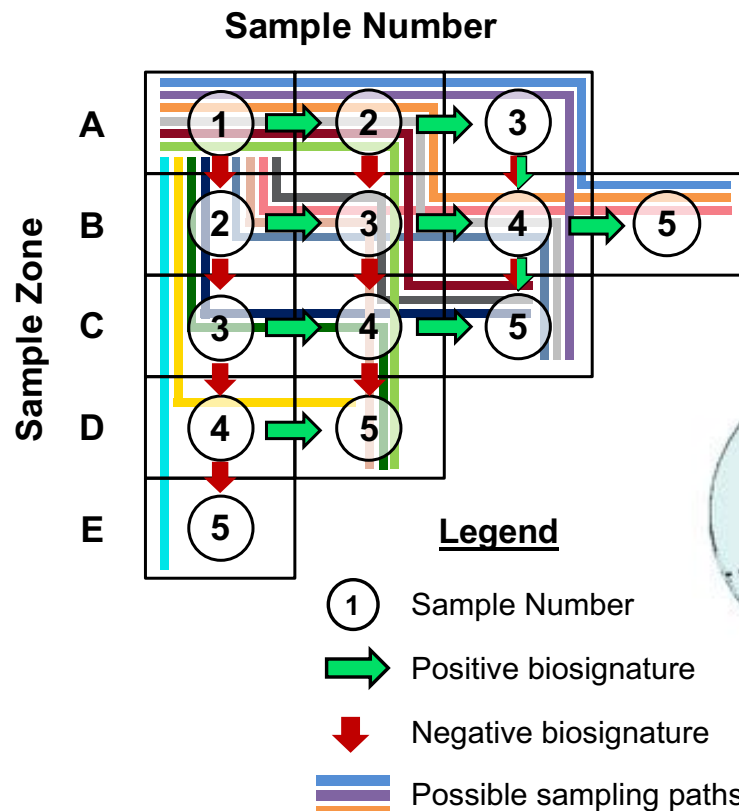 Sample Number
Sample Zone
A 1 2 3
B 2 3 4 5
C 3 4 5
D 4 5
E 5
Legend
1 Sample Number
Positive biosignature
Negative biosignature
Possible sampling paths